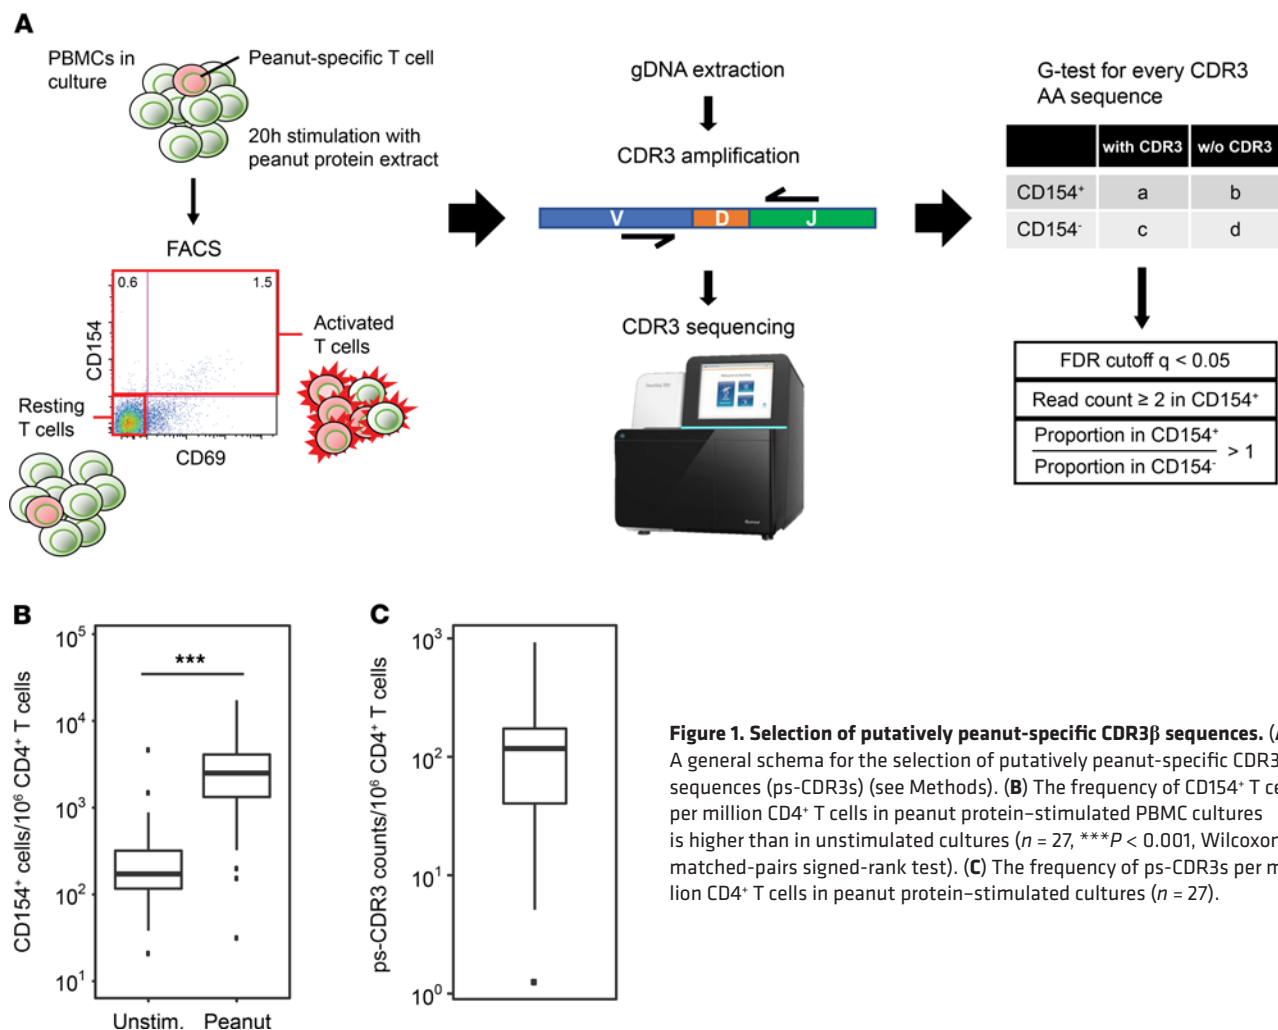 A
PBMCs in
culture
Peanut-specific T cell
20h stimulation with
peanut protein extract
FACS
0.6
1.5
CD154
CD69
Activated
T cells
Resting
T cells
gDNA extraction
CDR3 amplification
V
D
J
CDR3 sequencing
G-test for every CDR3
AA sequence
with CDR3
w/o CDR3
CD154⁺
a
b
CD154⁻
c
d
FDR cutoff q < 0.05
Read count ≥ 2 in CD154⁺
Proportion in CD154⁺
Proportion in CD154⁻
> 1
B
CD154⁺ cells/10⁶ CD4⁺ T cells
10⁵
10⁴
10³
10²
10¹
***
Unstim.
Peanut
C
ps-CDR3 counts/10⁶ CD4⁺ T cells
10³
10²
10¹
10⁰
Figure 1. Selection of putatively peanut-specific CDR3β sequences. (A
A general schema for the selection of putatively peanut-specific CDR3
sequences (ps-CDR3s) (see Methods). (B) The frequency of CD154⁺ T ce
per million CD4⁺ T cells in peanut protein–stimulated PBMC cultures
is higher than in unstimulated cultures (n = 27, ***P < 0.001, Wilcoxon
matched-pairs signed-rank test). (C) The frequency of ps-CDR3s per m
lion CD4⁺ T cells in peanut protein–stimulated cultures (n = 27).